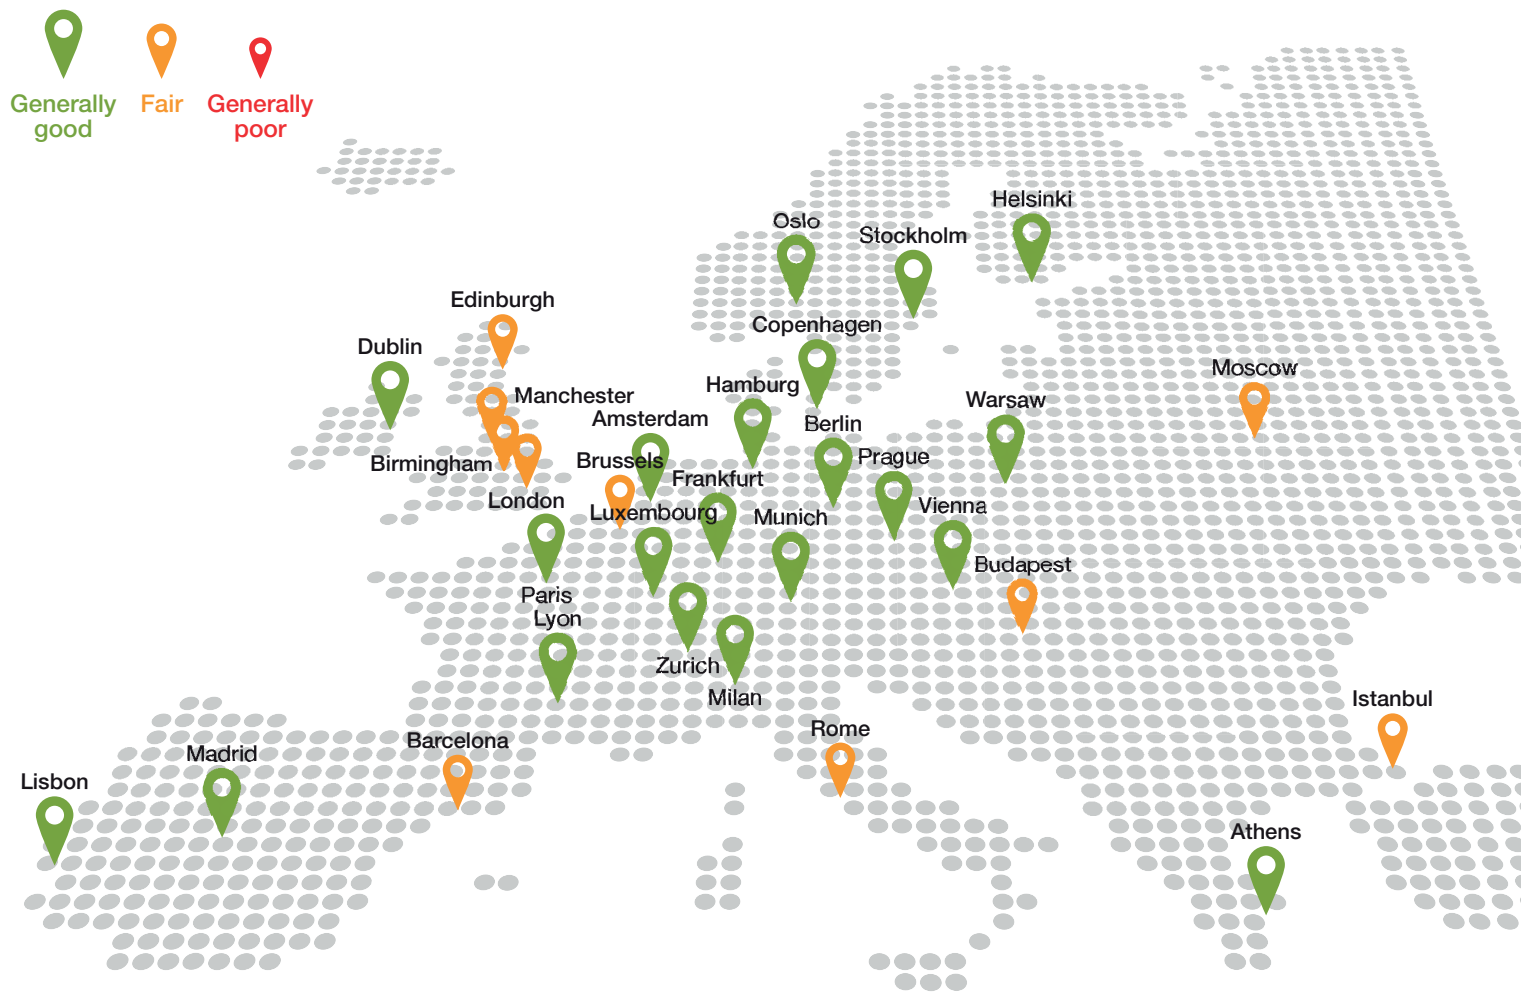 Generally
good
Fair
Generally
poor
Helsinki
Oslo
Stockholm
Edinburgh
Copenhagen
Dublin
Moscow
Hamburg
Manchester
Warsaw
Amsterdam
Berlin
Prague
Birmingham
Brussels
Frankfurt
London
Luxembourg
Munich
Vienna
Budapest
Paris
Lyon
Zurich
Milan
Istanbul
Rome
Barcelona
Madrid
Lisbon
Athens